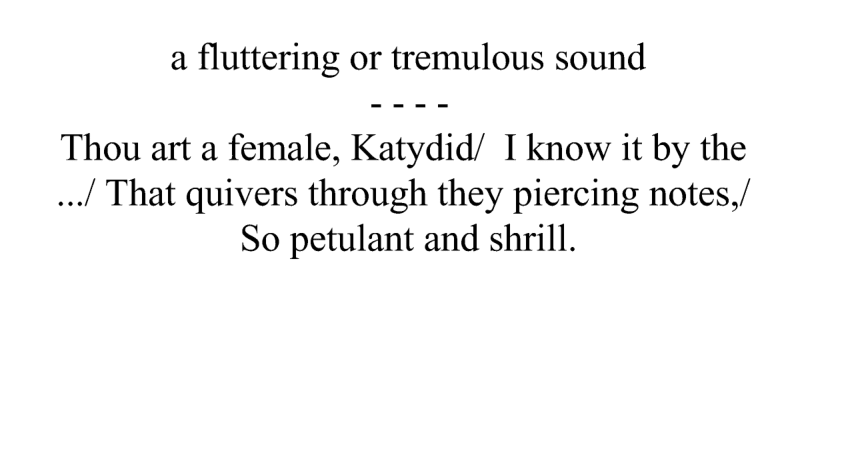 a fluttering or tremulous sound
- - - -
Thou art a female, Katydid/  I know it by the
.../ That quivers through they piercing notes,/
So petulant and shrill.